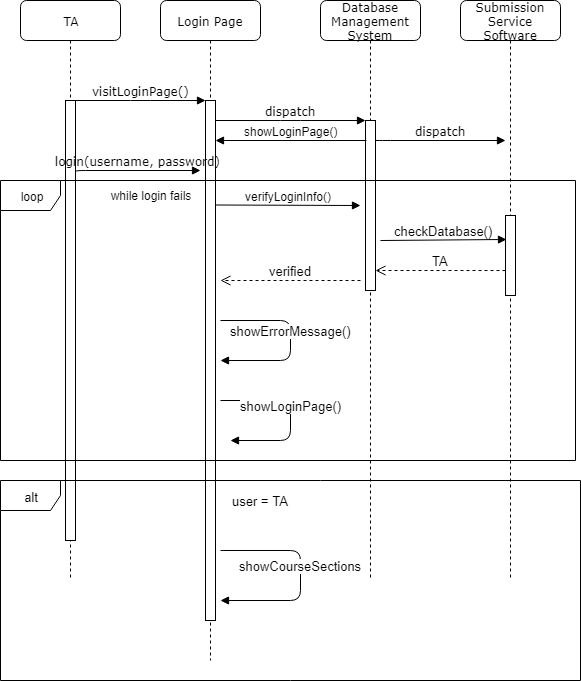 TA
Login Page
Database
Management
System
Submission
Service
Software
visitLoginPage()
dispatch
showLoginPage()
dispatch
login(username, password)
loop
while login fails
verifyLoginInfo()
checkDatabase()
TA
verified
showErrorMessage()
showLoginPage()
alt
user = TA
showCourseSections